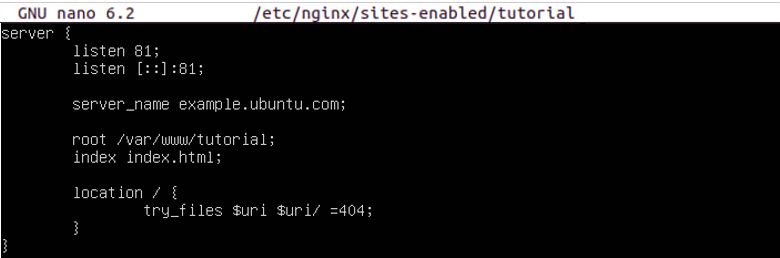 GNU nano 6.2 /etc/nginx/sites-enabled/tutorial
server {
listen 81;
listen [::]:81;
server_name example.ubuntu.com;
root /var/www/tutorial;
index index.html;
location / {
try_files $uri $uri/ =404;
}
}